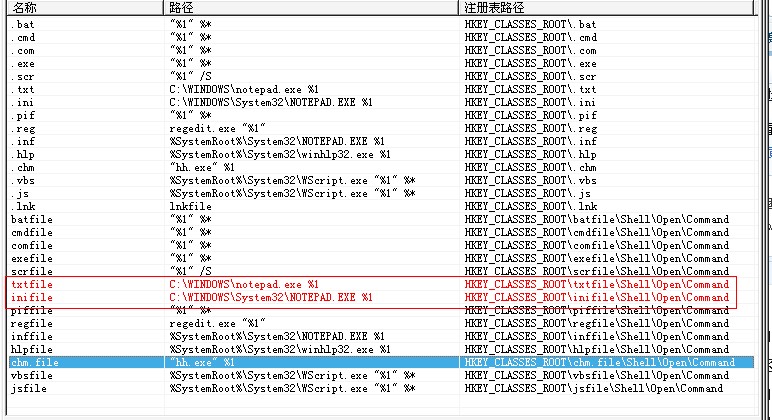 名称 路径 注册表路径
.bat "%1" %* HKEY_CLASSES_ROOT\.bat
.cmd "%1" %* HKEY_CLASSES_ROOT\.cmd
.com "%1" %* HKEY_CLASSES_ROOT\.com
.exe "%1" %* HKEY_CLASSES_ROOT\.exe
.scr "%1" /S HKEY_CLASSES_ROOT\.scr
.txt C:\WINDOWS\notepad.exe %1 HKEY_CLASSES_ROOT\.txt
.ini C:\WINDOWS\System32\NOTEPAD.EXE %1 HKEY_CLASSES_ROOT\.ini
.pif "%1" %* HKEY_CLASSES_ROOT\.pif
.reg regedit.exe "%1" HKEY_CLASSES_ROOT\.reg
.inf %SystemRoot%\System32\NOTEPAD.EXE %1 HKEY_CLASSES_ROOT\.inf
.hlp %SystemRoot%\System32\winhlp32.exe %1 HKEY_CLASSES_ROOT\.hlp
.chm "hh.exe" %1 HKEY_CLASSES_ROOT\.chm
.vbs %SystemRoot%\System32\WScript.exe "%1" %* HKEY_CLASSES_ROOT\.vbs
.js %SystemRoot%\System32\WScript.exe "%1" %* HKEY_CLASSES_ROOT\.js
.lnk lnkfile HKEY_CLASSES_ROOT\.lnk
batfile "%1" %* HKEY_CLASSES_ROOT\batfile\Shell\Open\Command
cmdfile "%1" %* HKEY_CLASSES_ROOT\cmdfile\Shell\Open\Command
comfile "%1" %* HKEY_CLASSES_ROOT\comfile\Shell\Open\Command
exefile "%1" %* HKEY_CLASSES_ROOT\exefile\Shell\Open\Command
scrfile "%1" /S HKEY_CLASSES_ROOT\scrfile\Shell\Open\Command
txtfile C:\WINDOWS\notepad.exe %1 HKEY_CLASSES_ROOT\txtfile\Shell\Open\Command
inifile C:\WINDOWS\System32\NOTEPAD.EXE %1 HKEY_CLASSES_ROOT\inifile\Shell\Open\Command
piffile "%1" %* HKEY_CLASSES_ROOT\piffile\Shell\Open\Command
regfile regedit.exe "%1" HKEY_CLASSES_ROOT\regfile\Shell\Open\Command
inffile %SystemRoot%\System32\NOTEPAD.EXE %1 HKEY_CLASSES_ROOT\inffile\Shell\Open\Command
hlpfile %SystemRoot%\System32\winhlp32.exe %1 HKEY_CLASSES_ROOT\hlpfile\Shell\Open\Command
chm.file "hh.exe" %1 HKEY_CLASSES_ROOT\chm.file\Shell\Open\Command
vbsfile %SystemRoot%\System32\WScript.exe "%1" %* HKEY_CLASSES_ROOT\vbsfile\Shell\Open\Command
jsfile %SystemRoot%\System32\WScript.exe "%1" %* HKEY_CLASSES_ROOT\jsfile\Shell\Open\Command